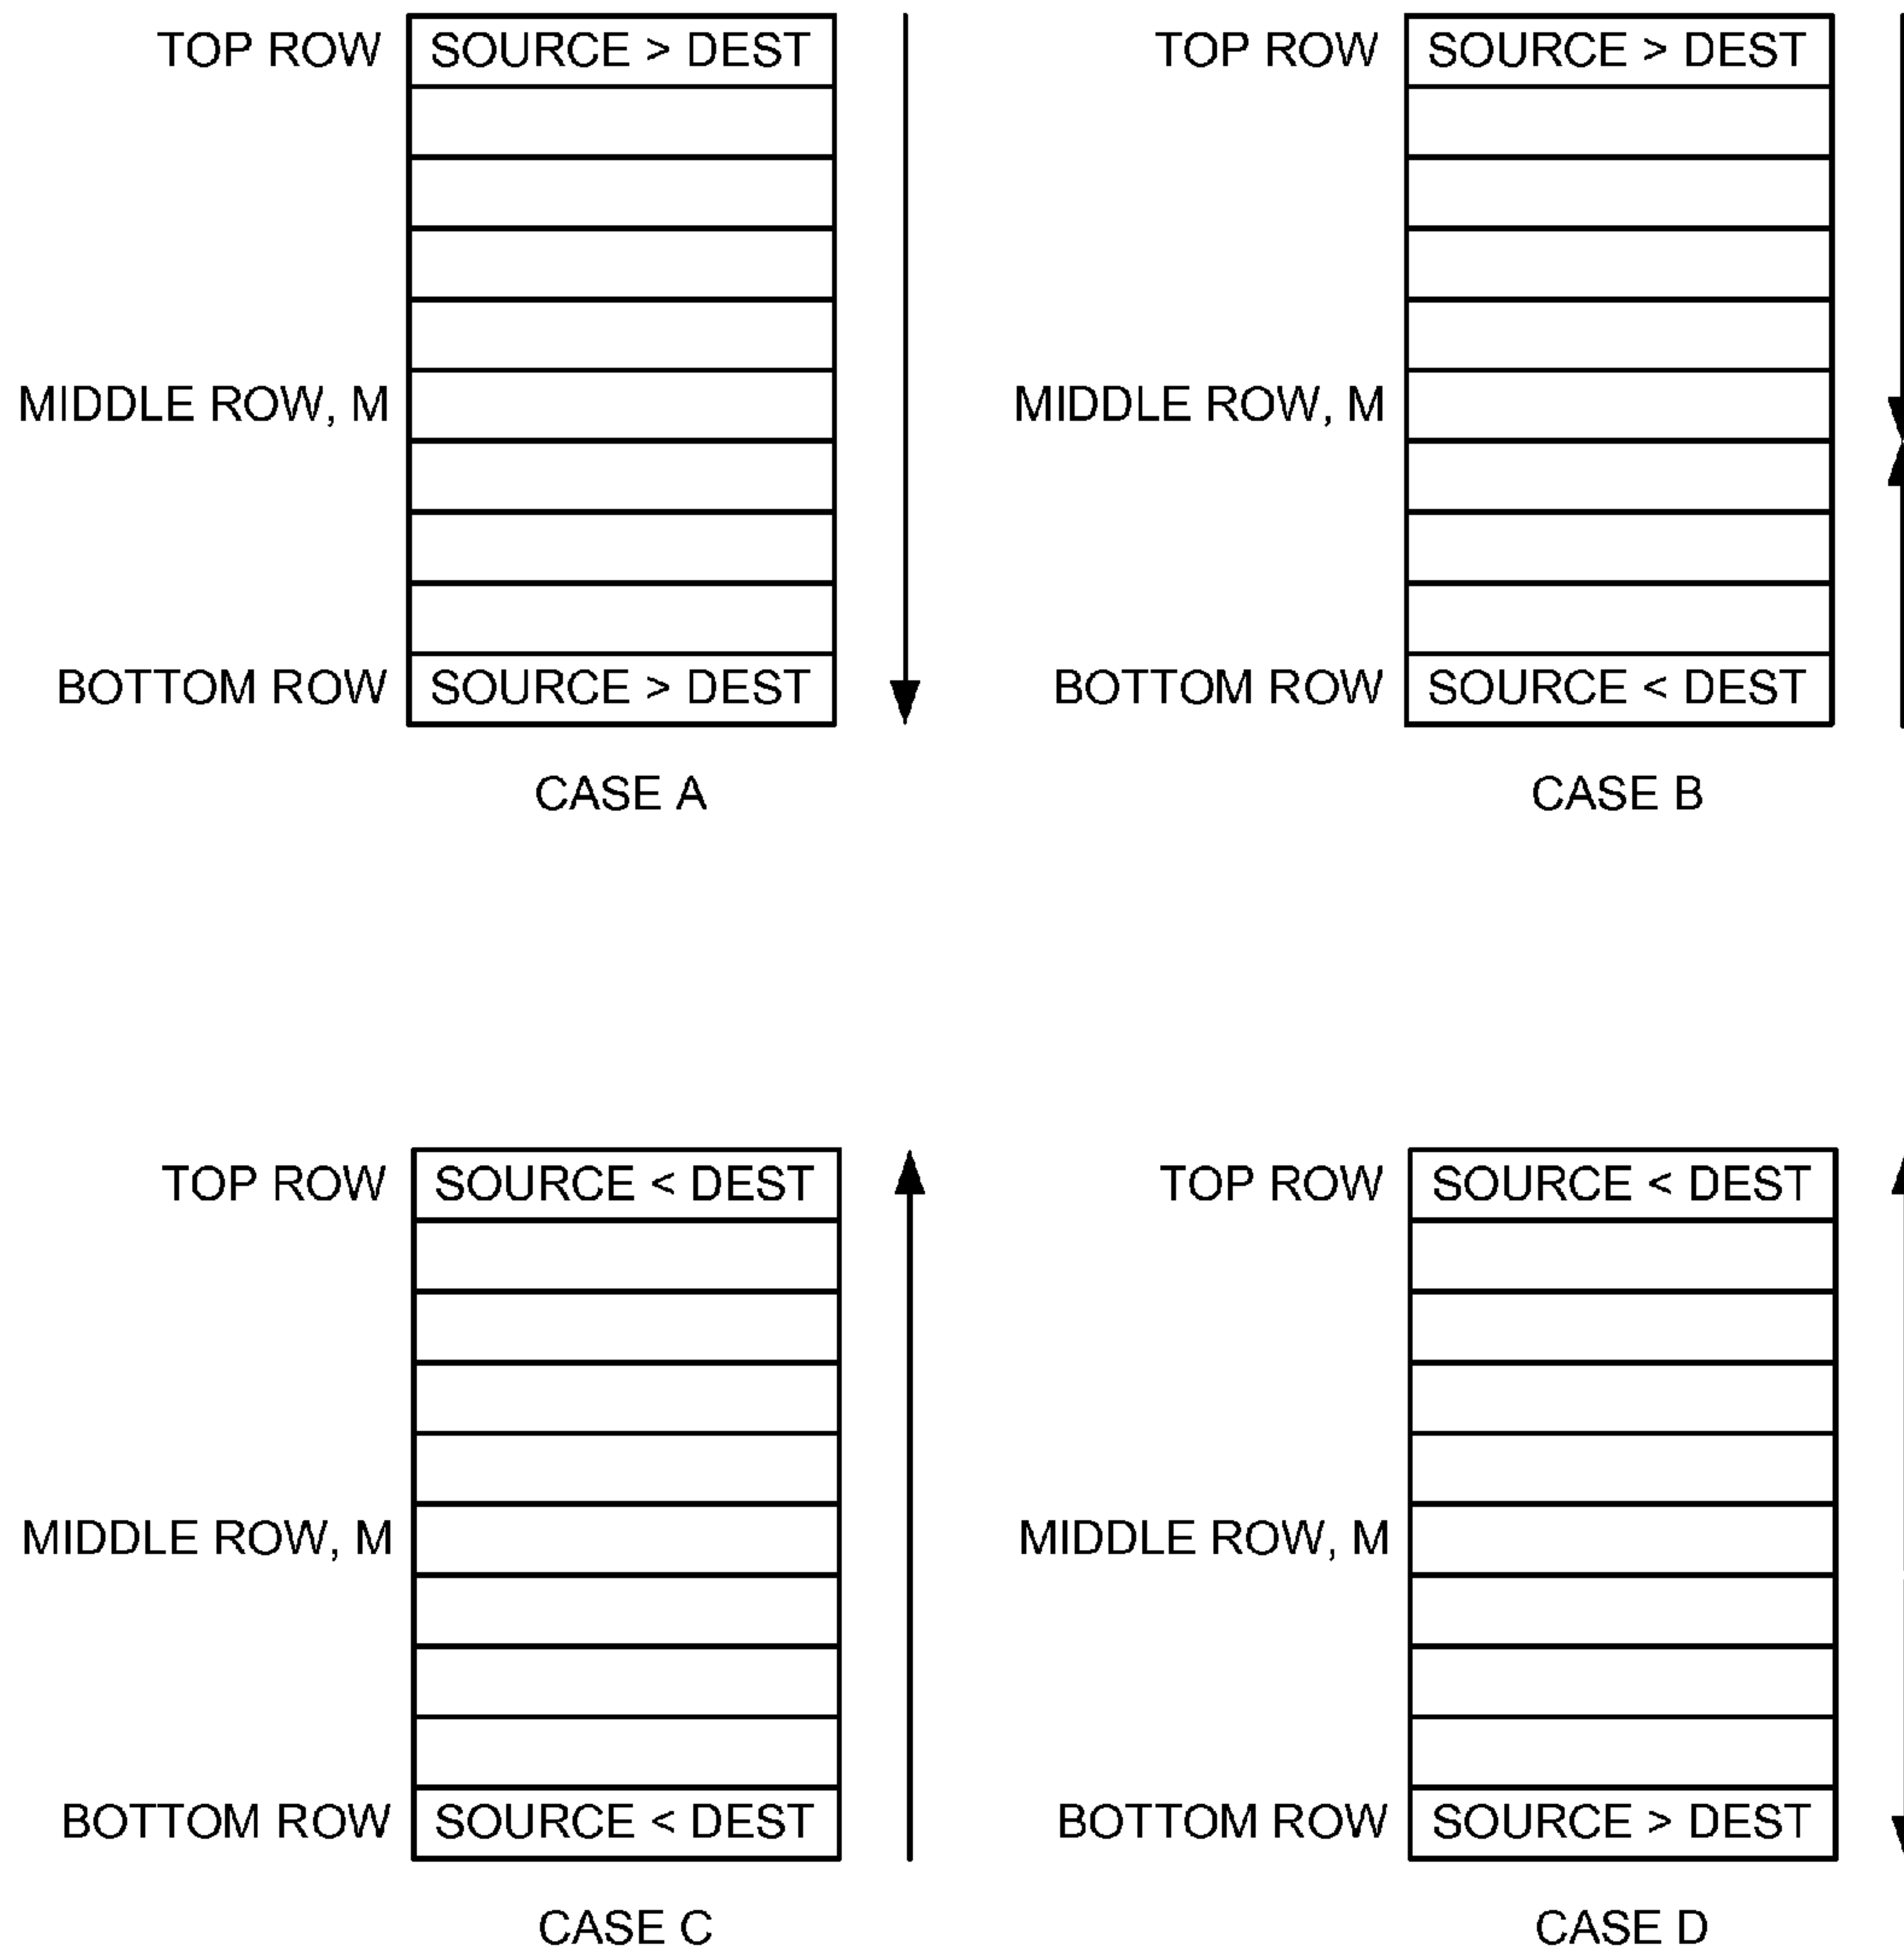 TOP ROW SOURCE > DEST
MIDDLE ROW, M
BOTTOM ROW SOURCE > DEST
CASE A
TOP ROW SOURCE > DEST
MIDDLE ROW, M
BOTTOM ROW SOURCE < DEST
CASE B
TOP ROW SOURCE < DEST
MIDDLE ROW, M
BOTTOM ROW SOURCE < DEST
CASE C
TOP ROW SOURCE < DEST
MIDDLE ROW, M
BOTTOM ROW SOURCE > DEST
CASE D